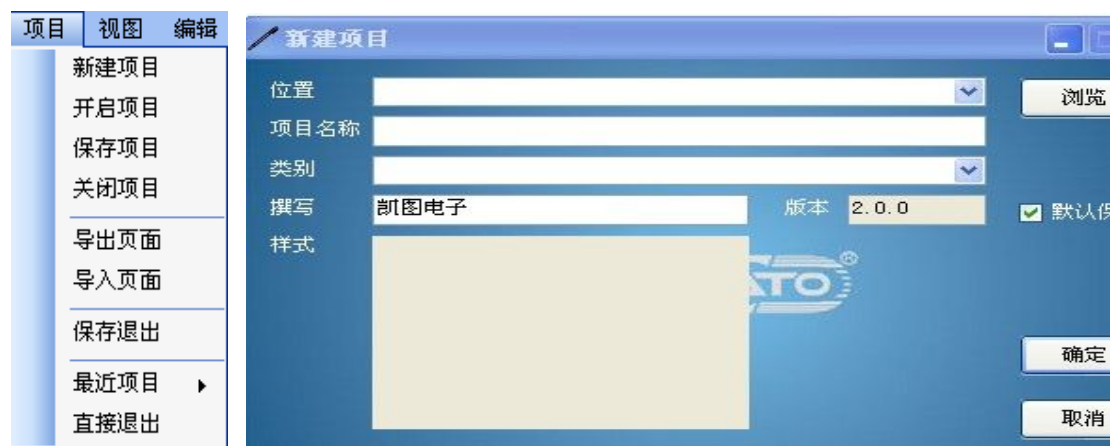 项目 视图 编辑
新建项目
开启项目
保存项目
关闭项目
导出页面
导入页面
保存退出
最近项目
直接退出
新建项目
位置
浏览
项目名称
类别
撰写 凯图电子 版本 2.0.0
默认保
样式
ATO®
确定
取消